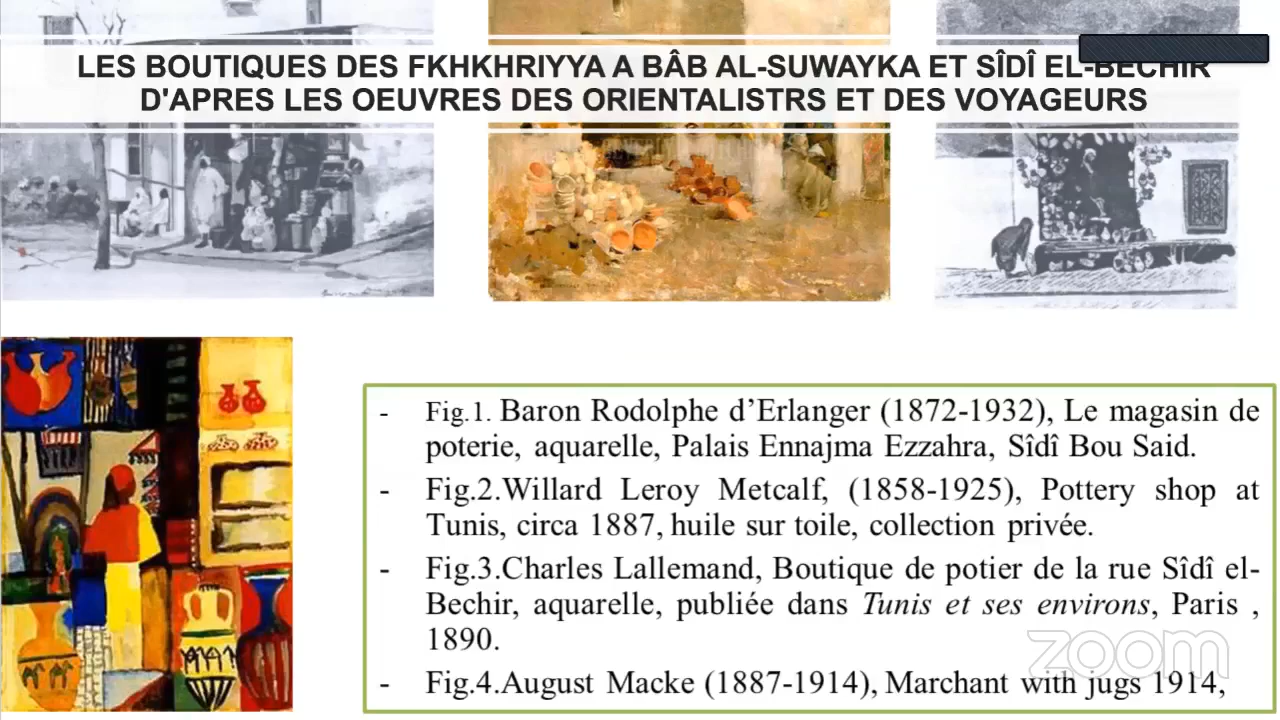 LES BOUTIQUES DES FKHKHRIYYA A BÂB AL-SUWAYKA ET SÎDÎ EL-BECHIR
D'APRES LES OEUVRES DES ORIENTALISTRS ET DES VOYAGEURS
- Fig.1. Baron Rodolphe d’Erlanger (1872-1932), Le magasin de
poterie, aquarelle, Palais Ennajma Ezzahra, Sîdî Bou Said.
- Fig.2.Willard Leroy Metcalf, (1858-1925), Pottery shop at
Tunis, circa 1887, huile sur toile, collection privée.
- Fig.3.Charles Lallemand, Boutique de potier de la rue Sîdî el-
Bechir, aquarelle, publiée dans Tunis et ses environs, Paris ,
1890.
- Fig.4.August Macke (1887-1914), Marchant with jugs 1914,
zoom